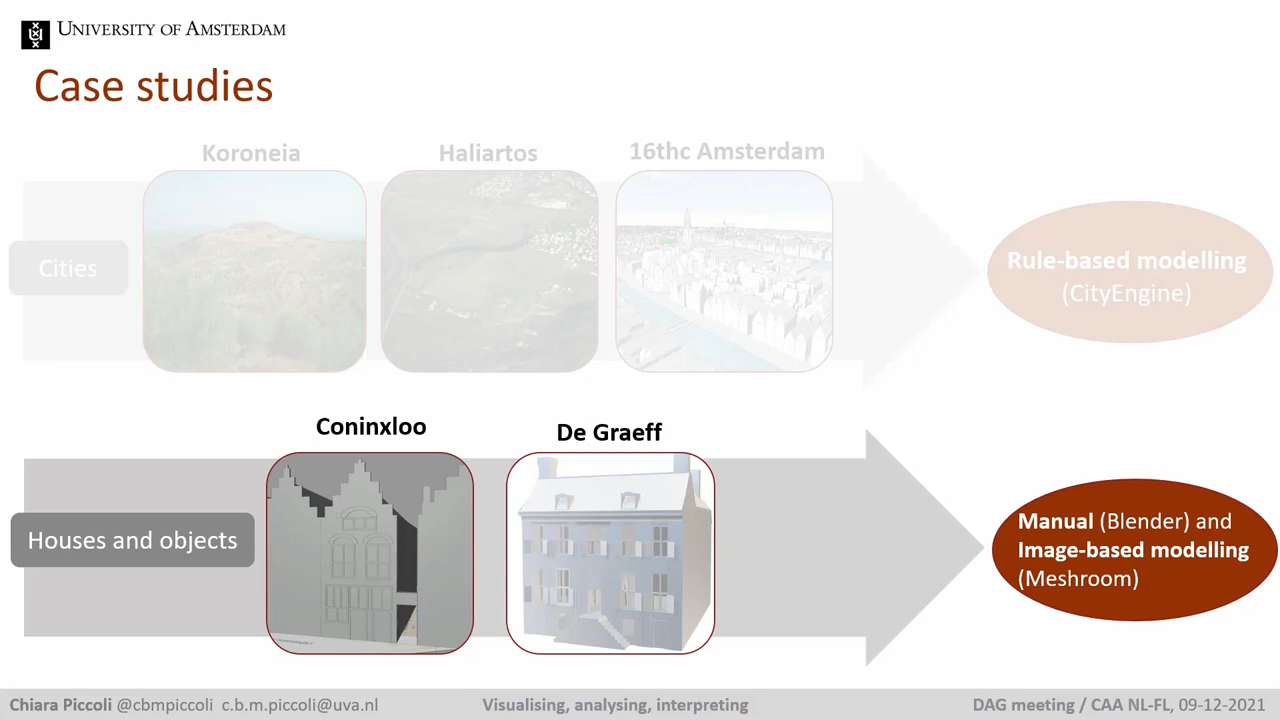 UNIVERSITY OF AMSTERDAM
Case studies
Koroneia
Haliartos
16thc Amsterdam
Cities
Rule-based modelling
(CityEngine)
Coninxloo
De Graeff
Houses and objects
Manual (Blender) and
Image-based modelling
(Meshroom)
Chiara Piccoli @cbmpiccoli c.b.m.piccoli@uva.nl
Visualising, analysing, interpreting
DAG meeting / CAA NL-FL, 09-12-2021